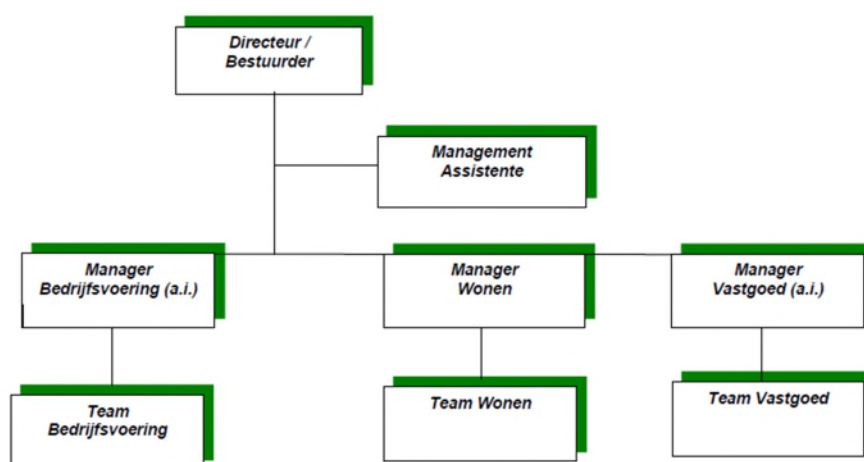 Directeur /
Bestuurder
Management
Assistente
Manager
Bedrijfsvoering (a.i.)
Manager
Wonen
Manager
Vastgoed (a.i.)
Team
Bedrijfsvoering
Team Wonen
Team Vastgoed